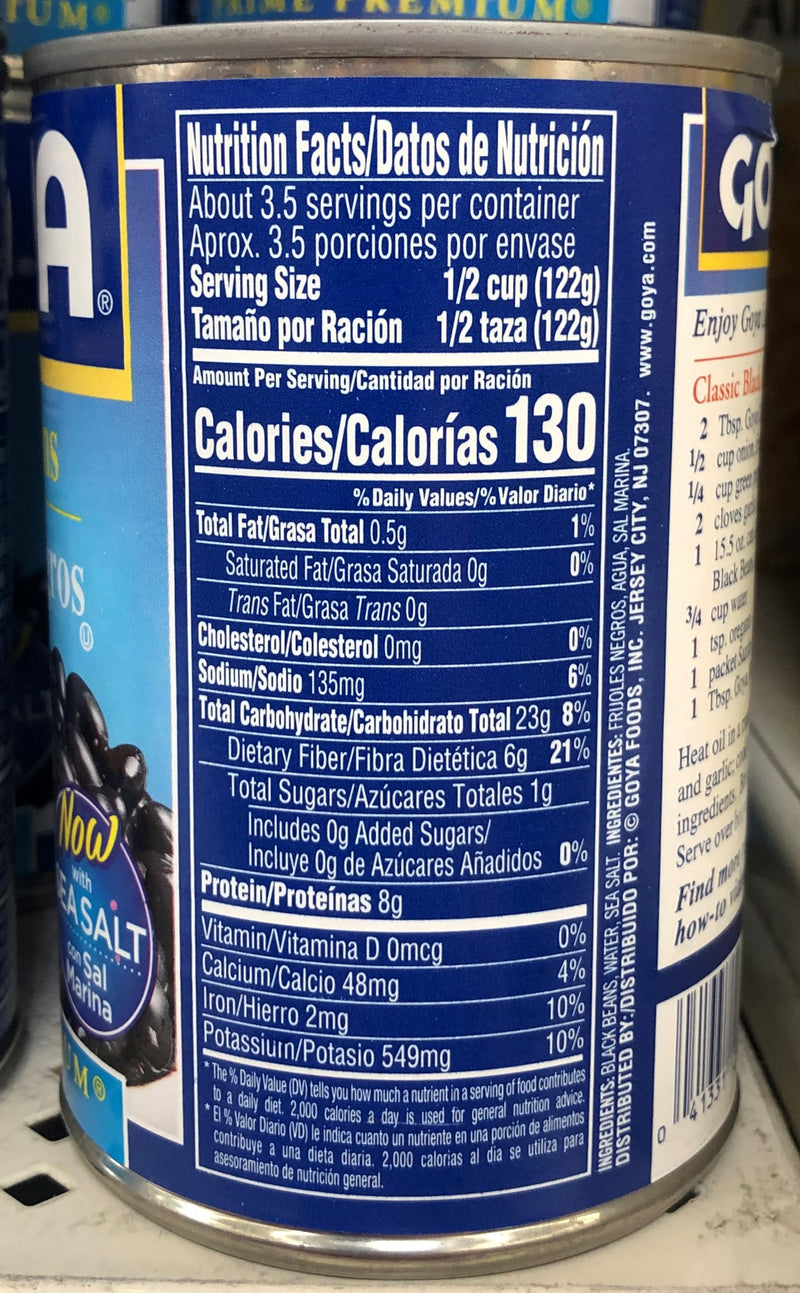 PRIME PREMIUM®
UM®
A®
ns
ros
Ⓤ
Now
with
SEA SALT
con Sal
Marina
UM®
Nutrition Facts/Datos de Nutrición
About 3.5 servings per container
Aprox. 3.5 porciones por envase
Serving Size 1/2 cup (122g)
Tamaño por Ración 1/2 taza (122g)
Amount Per Serving/Cantidad por Ración
Calories/Calorías 130
% Daily Values/% Valor Diario*
Total Fat/Grasa Total 0.5g 1%
Saturated Fat/Grasa Saturada 0g 0%
Trans Fat/Grasa Trans 0g
Cholesterol/Colesterol 0mg 0%
Sodium/Sodio 135mg 6%
Total Carbohydrate/Carbohidrato Total 23g 8%
Dietary Fiber/Fibra Dietética 6g 21%
Total Sugars/Azúcares Totales 1g
Includes 0g Added Sugars/
Incluye 0g de Azúcares Añadidos 0%
Protein/Proteínas 8g
Vitamin/Vitamina D 0mcg 0%
Calcium/Calcio 48mg 4%
Iron/Hierro 2mg 10%
Potassium/Potasio 549mg 10%
* The % Daily Value (DV) tells you how much a nutrient in a serving of food contributes
to a daily diet. 2,000 calories a day is used for general nutrition advice.
* El % Valor Diario (VD) le indica cuanto un nutriente en una porción de alimentos
contribuye a una dieta diaria. 2,000 calorias al día se utiliza para
asesoramiento de nutrición general.
INGREDIENTS: BLACK BEANS, WATER, SEA SALT. INGREDIENTES: FRIJOLES NEGROS, AGUA, SAL MARINA.
DISTRIBUTED BY:/DISTRIBUIDO POR: © GOYA FOODS, INC. JERSEY CITY, NJ 07307. www.goya.com
GO
Enjoy Goya
Classic Black
2 Tbsp. Goya
1/2 cup onion,
1/4 cup green
2 cloves
1 15.5 oz. can
Black Beans
3/4 cup water
1 tsp. oregano
1 packet
1 Tbsp.
Heat oil in a
and garlic;
ingredients.
Serve over
Find more
how-to
0 41331